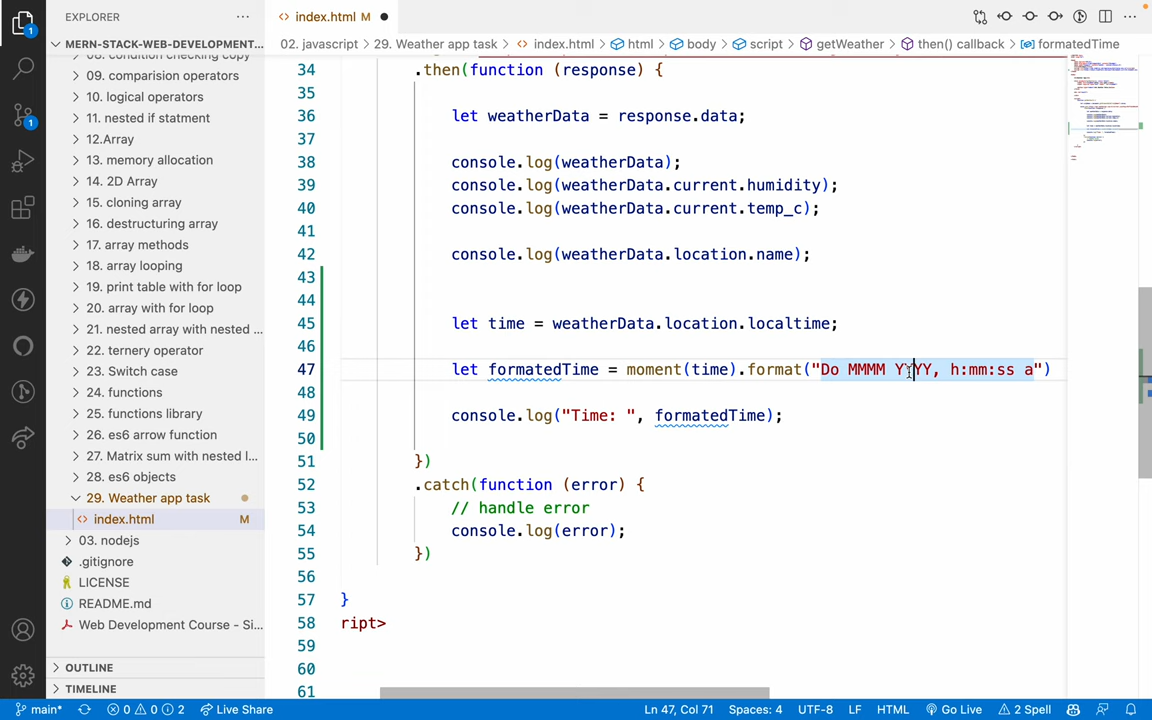 EXPLORER
index.html M
MERN-STACK-WEB-DEVELOPMENT...
02. javascript > 29. Weather app task > index.html > html > body > script > getWeather > then() callback > formatedTime
08. condition checking copy
09. comparision operators
10. logical operators
11. nested if statment
12.Array
13. memory allocation
14. 2D Array
15. cloning array
16. destructuring array
17. array methods
18. array looping
19. print table with for loop
20. array with for loop
21. nested array with nested ...
22. ternery operator
23. Switch case
24. functions
25. functions library
26. es6 arrow function
27. Matrix sum with nested l...
28. es6 objects
29. Weather app task
index.html M
03. nodejs
.gitignore
LICENSE
README.md
Web Development Course - Si...
OUTLINE
TIMELINE
34 .then(function (response) {
35
36 let weatherData = response.data;
37
38 console.log(weatherData);
39 console.log(weatherData.current.humidity);
40 console.log(weatherData.current.temp_c);
41
42 console.log(weatherData.location.name);
43
44
45 let time = weatherData.location.localtime;
46
47 let formatedTime = moment(time).format("Do MMMM YYYY, h:mm:ss a")
48
49 console.log("Time: ", formatedTime);
50
51 })
52 .catch(function (error) {
53 // handle error
54 console.log(error);
55 })
56
57 }
58 ript>
59
60
61
1
1
main* 0 0 2 Live Share Ln 47, Col 71 Spaces: 4 UTF-8 LF HTML Go Live 2 Spell